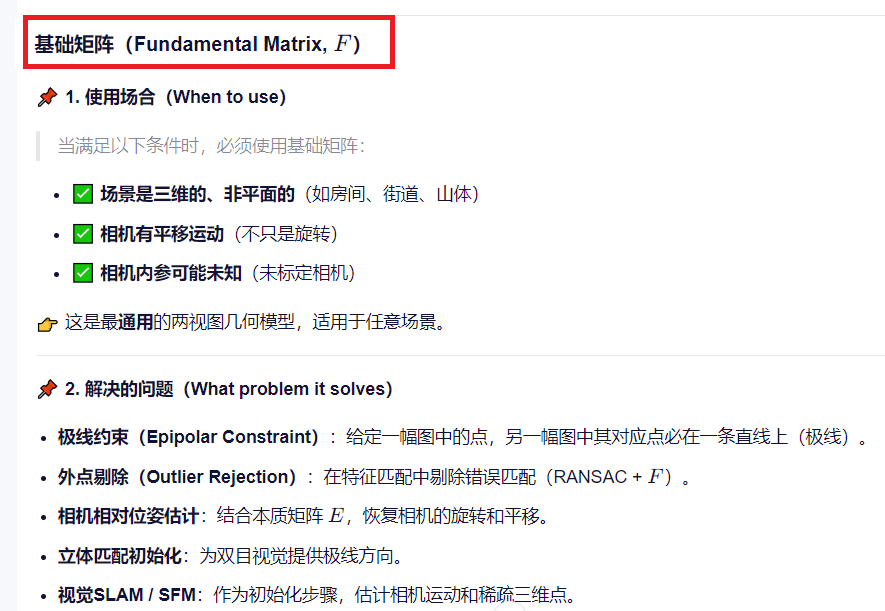 基础矩阵（Fundamental Matrix, F）
📌 1. 使用场合（When to use）
当满足以下条件时，必须使用基础矩阵：
• ✅ 场景是三维的、非平面的（如房间、街道、山体）
• ✅ 相机有平移运动（不只是旋转）
• ✅ 相机内参可能未知（未标定相机）
👉 这是最通用的两视图几何模型，适用于任意场景。
📌 2. 解决的问题（What problem it solves）
• 极线约束（Epipolar Constraint）：给定一幅图中的点，另一幅图中其对应点必在一条直线上（极线）。
• 外点剔除（Outlier Rejection）：在特征匹配中剔除错误匹配（RANSAC + F）。
• 相机相对位姿估计：结合本质矩阵 E，恢复相机的旋转和平移。
• 立体匹配初始化：为双目视觉提供极线方向。
• 视觉SLAM / SFM：作为初始化步骤，估计相机运动和稀疏三维点。